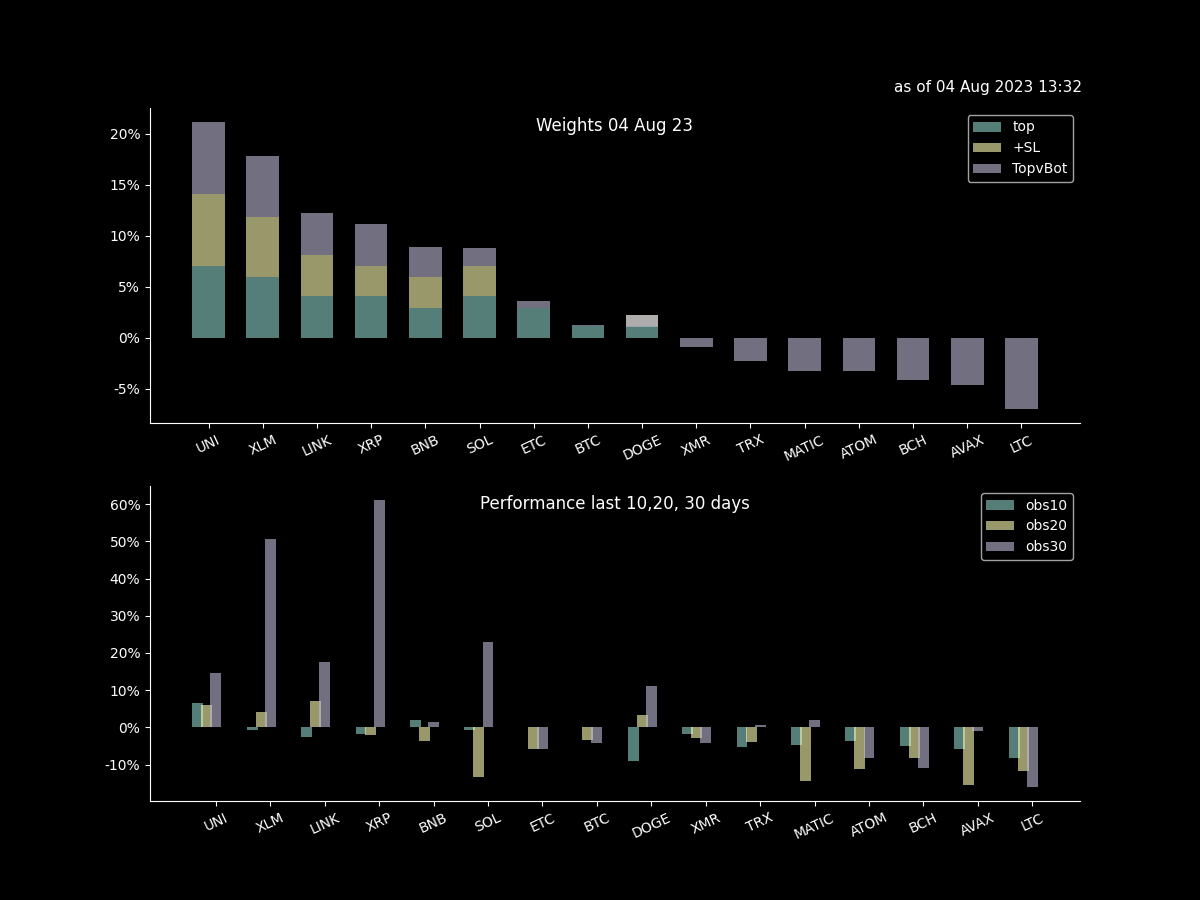 as of 04 Aug 2023 13:32
Weights 04 Aug 23
top
+SL
TopvBot
20%
15%
10%
5%
0%
-5%
UNI XLM LINK XRP BNB SOL ETC BTC DOGE XMR TRX MATIC ATOM BCH AVAX LTC
Performance last 10,20, 30 days
obs10
obs20
obs30
60%
50%
40%
30%
20%
10%
0%
-10%
UNI XLM LINK XRP BNB SOL ETC BTC DOGE XMR TRX MATIC ATOM BCH AVAX LTC